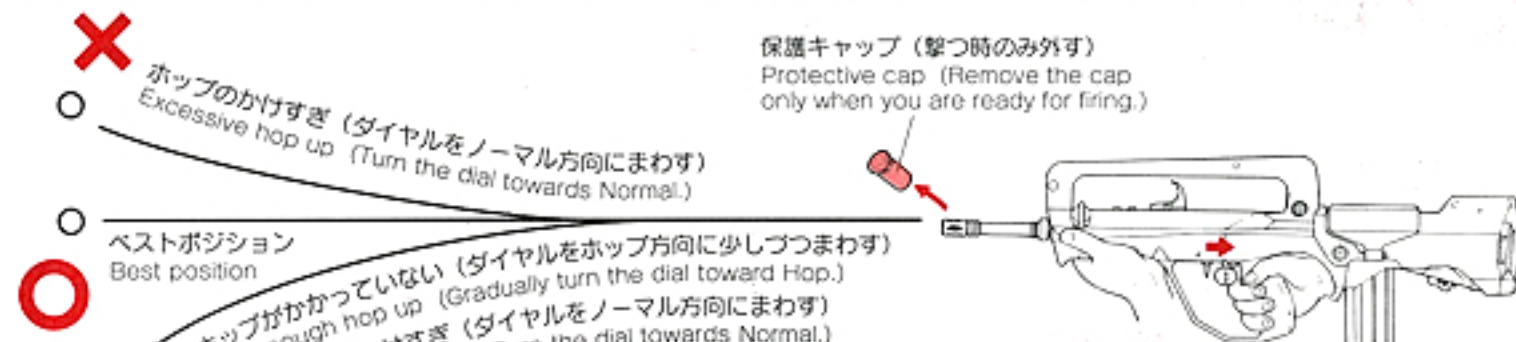 ホップのかけすぎ（ダイヤルをノーマル方向にまわす）
Excessive hop up (Turn the dial towards Normal.)
保護キャップ（撃つ時のみ外す）
Protective cap (Remove the cap
only when you are ready for firing.)
ベストポジション
Best position
ップがかかっていない（ダイヤルをホップ方向に少しづつまわす）
hop up (Gradually turn the dial toward Hop.)
すぎ（ダイヤルをノーマル方向にまわす）
the dial towards Normal.)